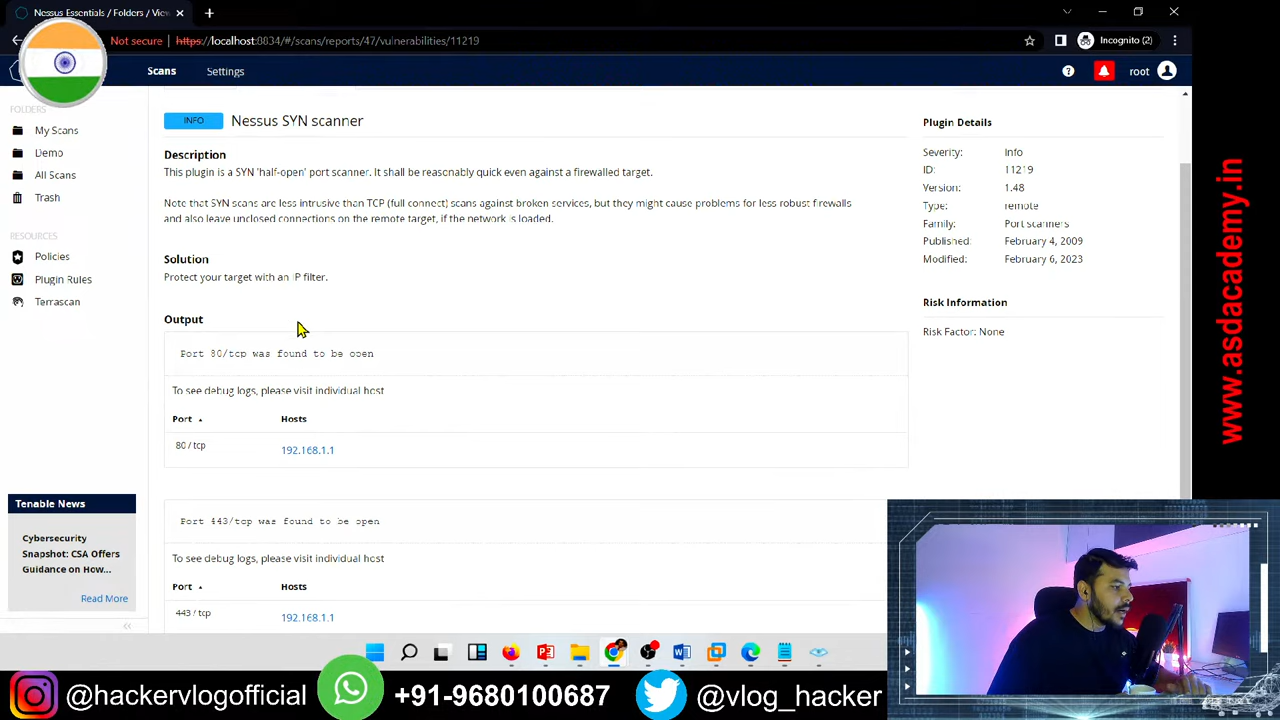 Nessus Essentials / Folders / View
Not secure
https://localhost:8834/#/scans/reports/47/vulnerabilities/11219
Incognito (2)
Scans
Settings
root
FOLDERS
My Scans
Demo
All Scans
Trash
RESOURCES
Policies
Plugin Rules
Terrascan
Tenable News
Cybersecurity
Snapshot: CSA Offers
Guidance on How...
Read More
INFO
Nessus SYN scanner
Description
This plugin is a SYN 'half-open' port scanner. It shall be reasonably quick even against a firewalled target.
Note that SYN scans are less intrusive than TCP (full connect) scans against broken services, but they might cause problems for less robust firewalls
and also leave unclosed connections on the remote target, if the network is loaded.
Solution
Protect your target with an IP filter.
Output
Port 80/tcp was found to be open
To see debug logs, please visit individual host
Port
Hosts
80 / tcp
192.168.1.1
Port 443/tcp was found to be open
To see debug logs, please visit individual host
Port
Hosts
443 / tcp
192.168.1.1
Plugin Details
Severity: Info
ID: 11219
Version: 1.48
Type: remote
Family: Port scanners
Published: February 4, 2009
Modified: February 6, 2023
Risk Information
Risk Factor: None
www.asdacademy.in
@hackervlogofficial
+91-9680100687
@vlog_hacker